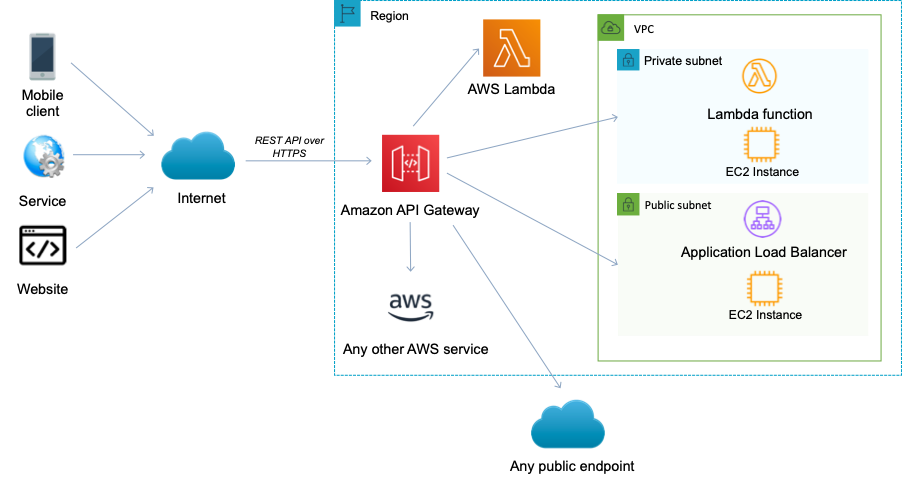 Region
VPC
Private subnet
Mobile
client
AWS Lambda
Lambda function
REST API over
HTTPS
EC2 Instance
Service
Internet
Amazon API Gateway
Public subnet
Application Load Balancer
Website
aws
EC2 Instance
Any other AWS service
Any public endpoint